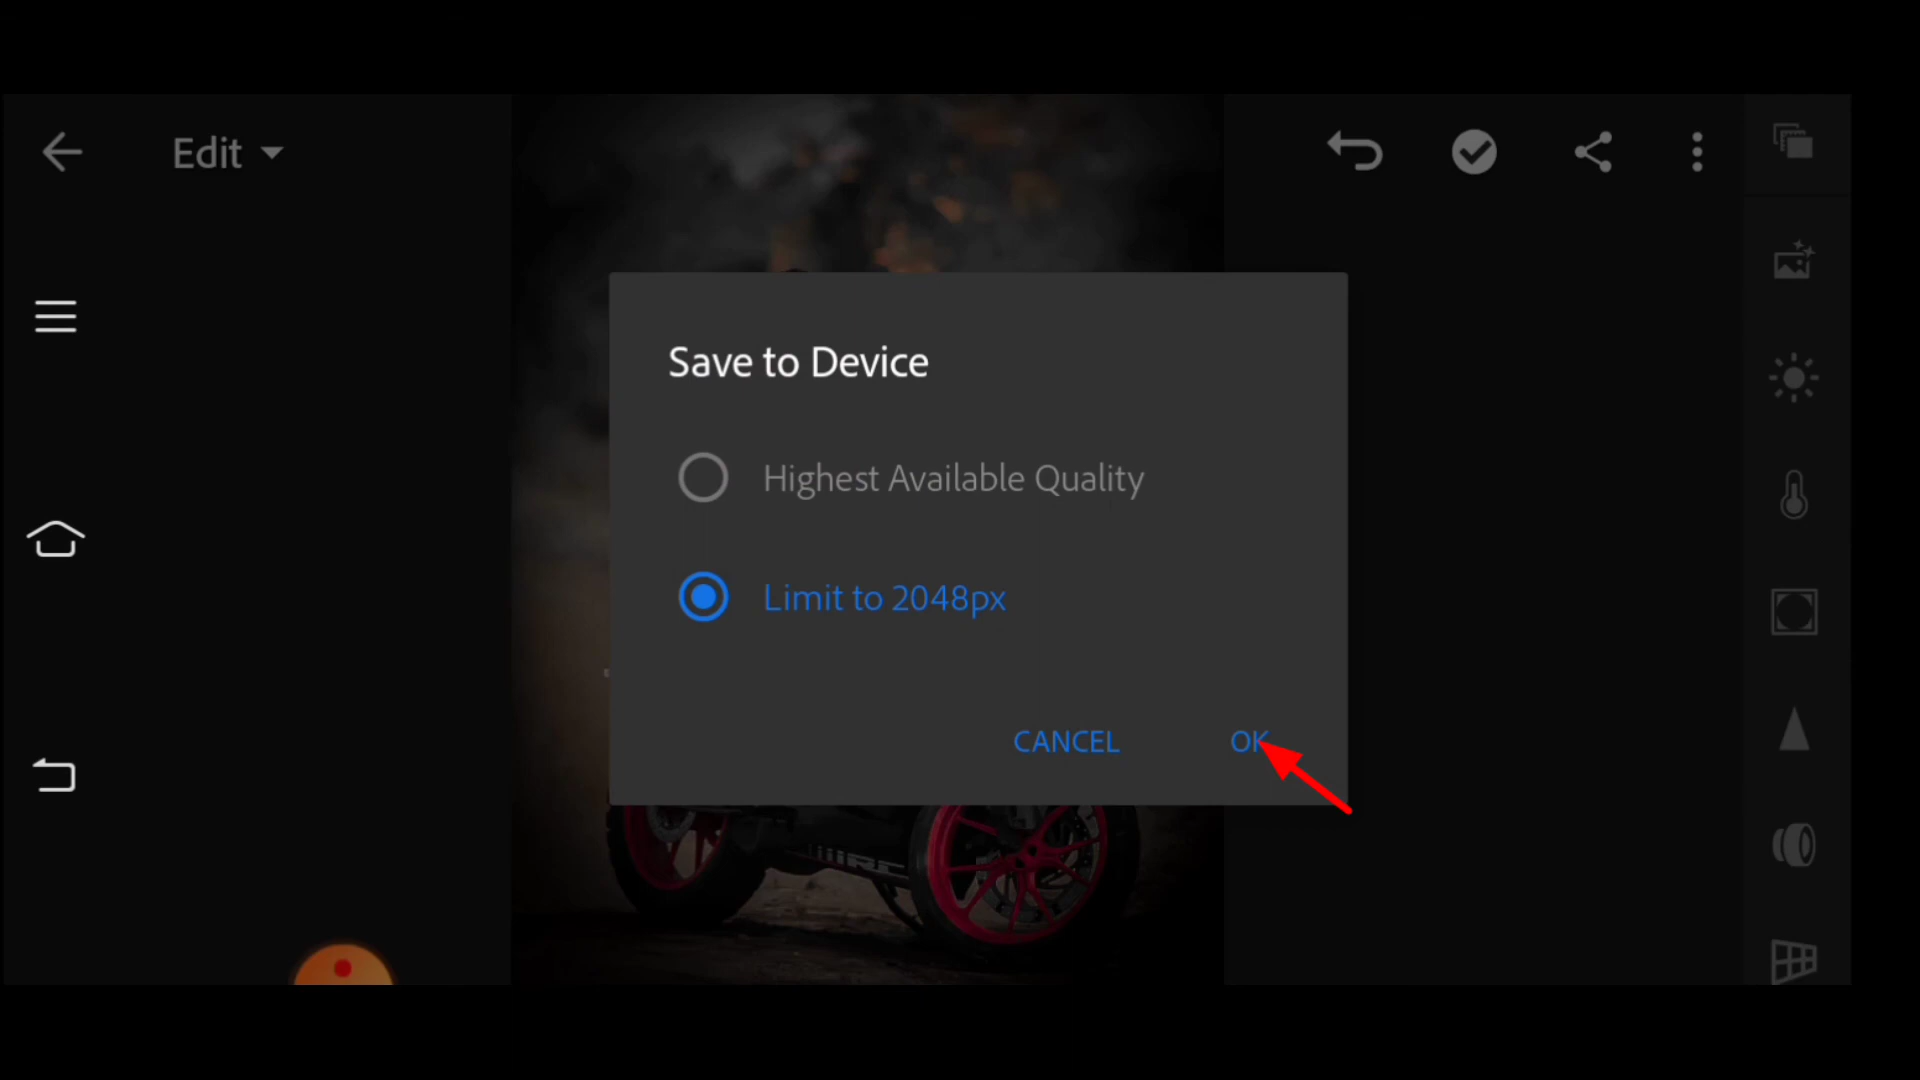 Edit
Save to Device
Highest Available Quality
Limit to 2048px
CANCEL
OK